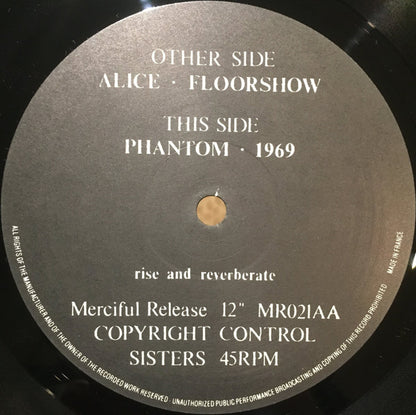 OTHER SIDE
ALICE · FLOORSHOW
THIS SIDE
PHANTOM · 1969
rise and reverberate
Merciful Release 12" MR021AA
COPYRIGHT CONTROL
SISTERS 45RPM
ALL RIGHTS OF THE MANUFACTURER AND OF THE OWNER OF THE RECORDED WORK RESERVED · UNAUTHORIZED PUBLIC PERFORMANCE BROADCASTING AND COPYING OF THIS RECORD PROHIBITED
MADE IN FRANCE